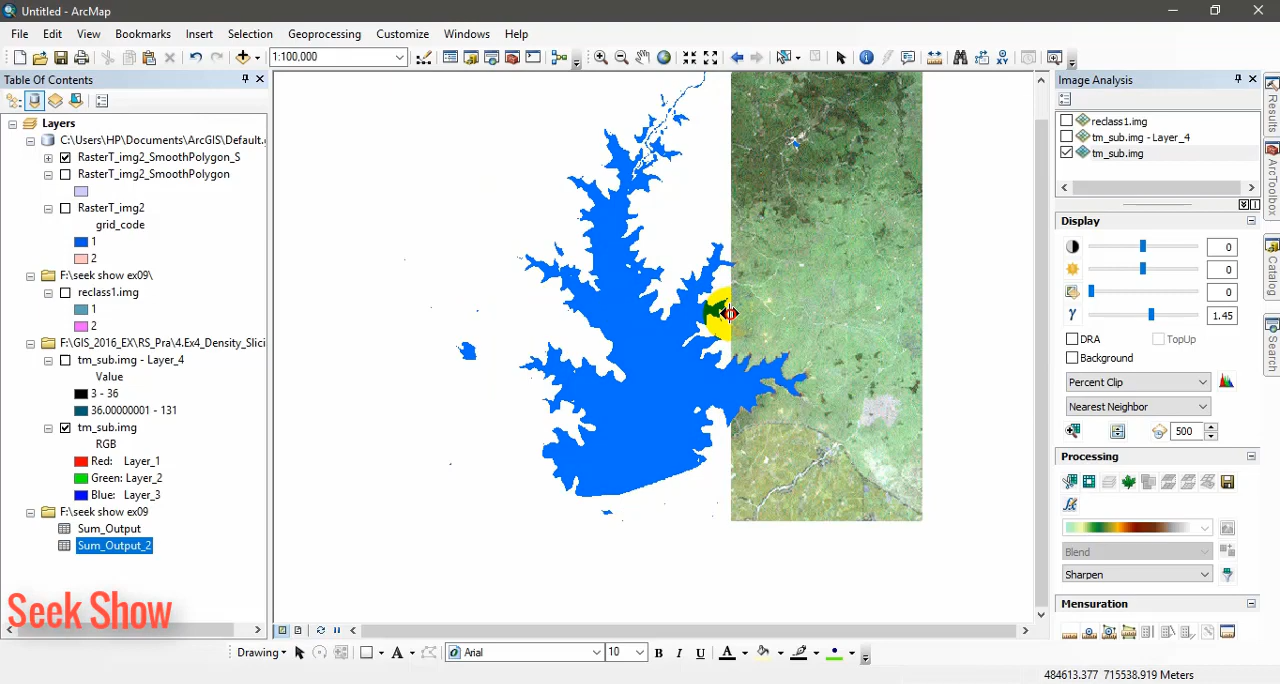 Untitled - ArcMap
File Edit View Bookmarks Insert Selection Geoprocessing Customize Windows Help
1:100,000
Table Of Contents
Layers
C:\Users\HP\Documents\ArcGIS\Default.g
RasterT_img2_SmoothPolygon_S
RasterT_img2_SmoothPolygon
RasterT_img2
grid_code
1
2
F:\seek show ex09\
reclass1.img
1
2
F:\GIS_2016_EX\RS_Pra\4.Ex4_Density_Slici
tm_sub.img - Layer_4
Value
3 - 36
36.00000001 - 131
tm_sub.img
RGB
Red: Layer_1
Green: Layer_2
Blue: Layer_3
F:\seek show ex09
Sum_Output
Sum_Output_2
Seek Show
Image Analysis
reclass1.img
tm_sub.img - Layer_4
tm_sub.img
Display
0
0
0
γ 1.45
DRA TopUp
Background
Percent Clip
Nearest Neighbor
500
Processing
fx
Blend
Sharpen
Mensuration
Results
ArcToolbox
Catalog
Search
Drawing A Arial 10 B I U A
484613.377 715538.919 Meters